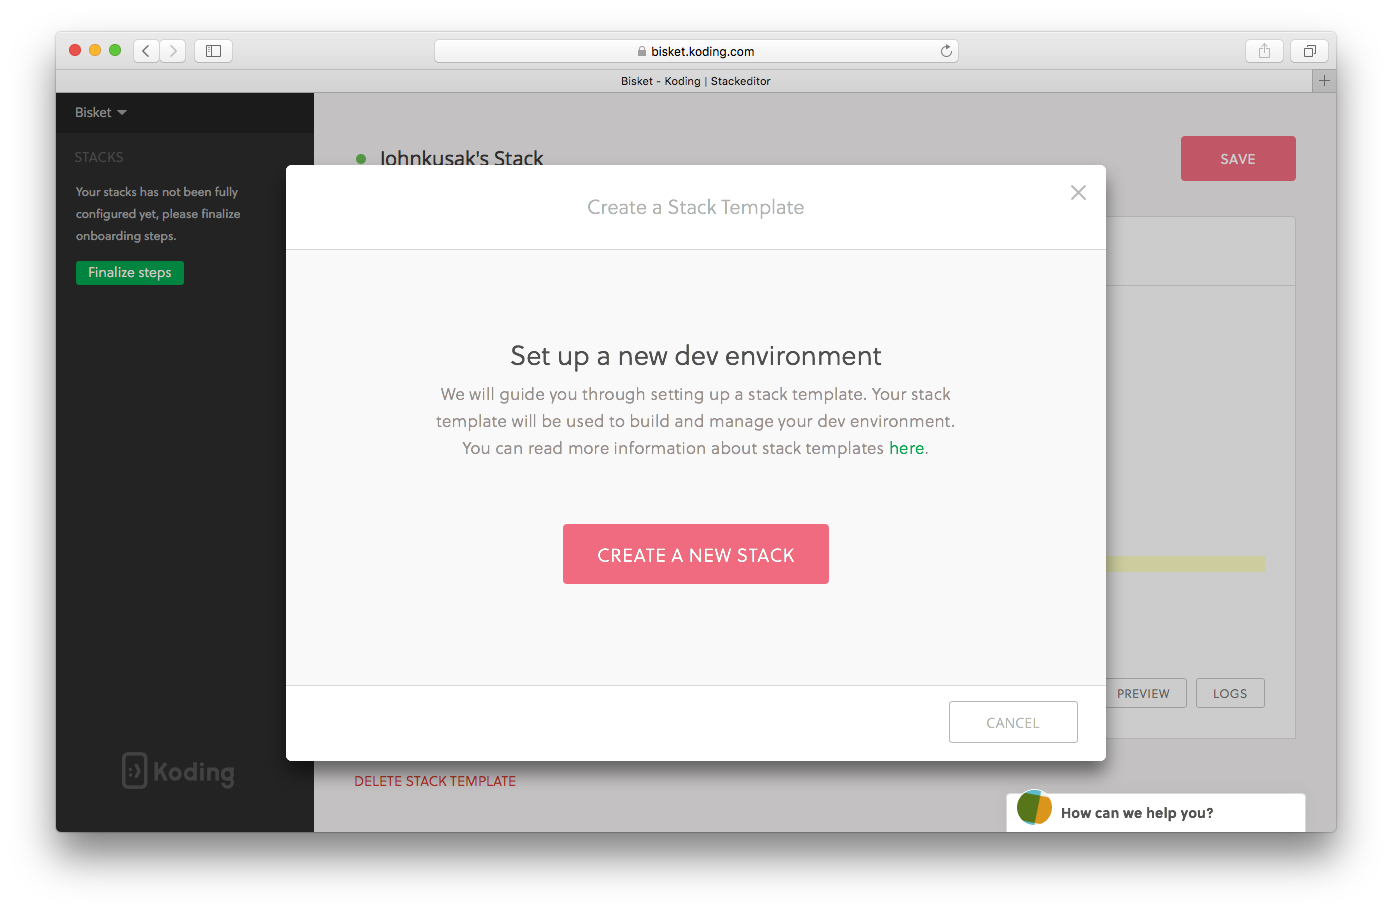 bisket.koding.com
Bisket - Koding | Stackeditor
Bisket
STACKS
Your stacks has not been fully
configured yet, please finalize
onboarding steps.
Finalize steps
Koding
Johnkusak's Stack
SAVE
Create a Stack Template
Set up a new dev environment
We will guide you through setting up a stack template. Your stack
template will be used to build and manage your dev environment.
You can read more information about stack templates here.
CREATE A NEW STACK
CANCEL
PREVIEW
LOGS
DELETE STACK TEMPLATE
How can we help you?